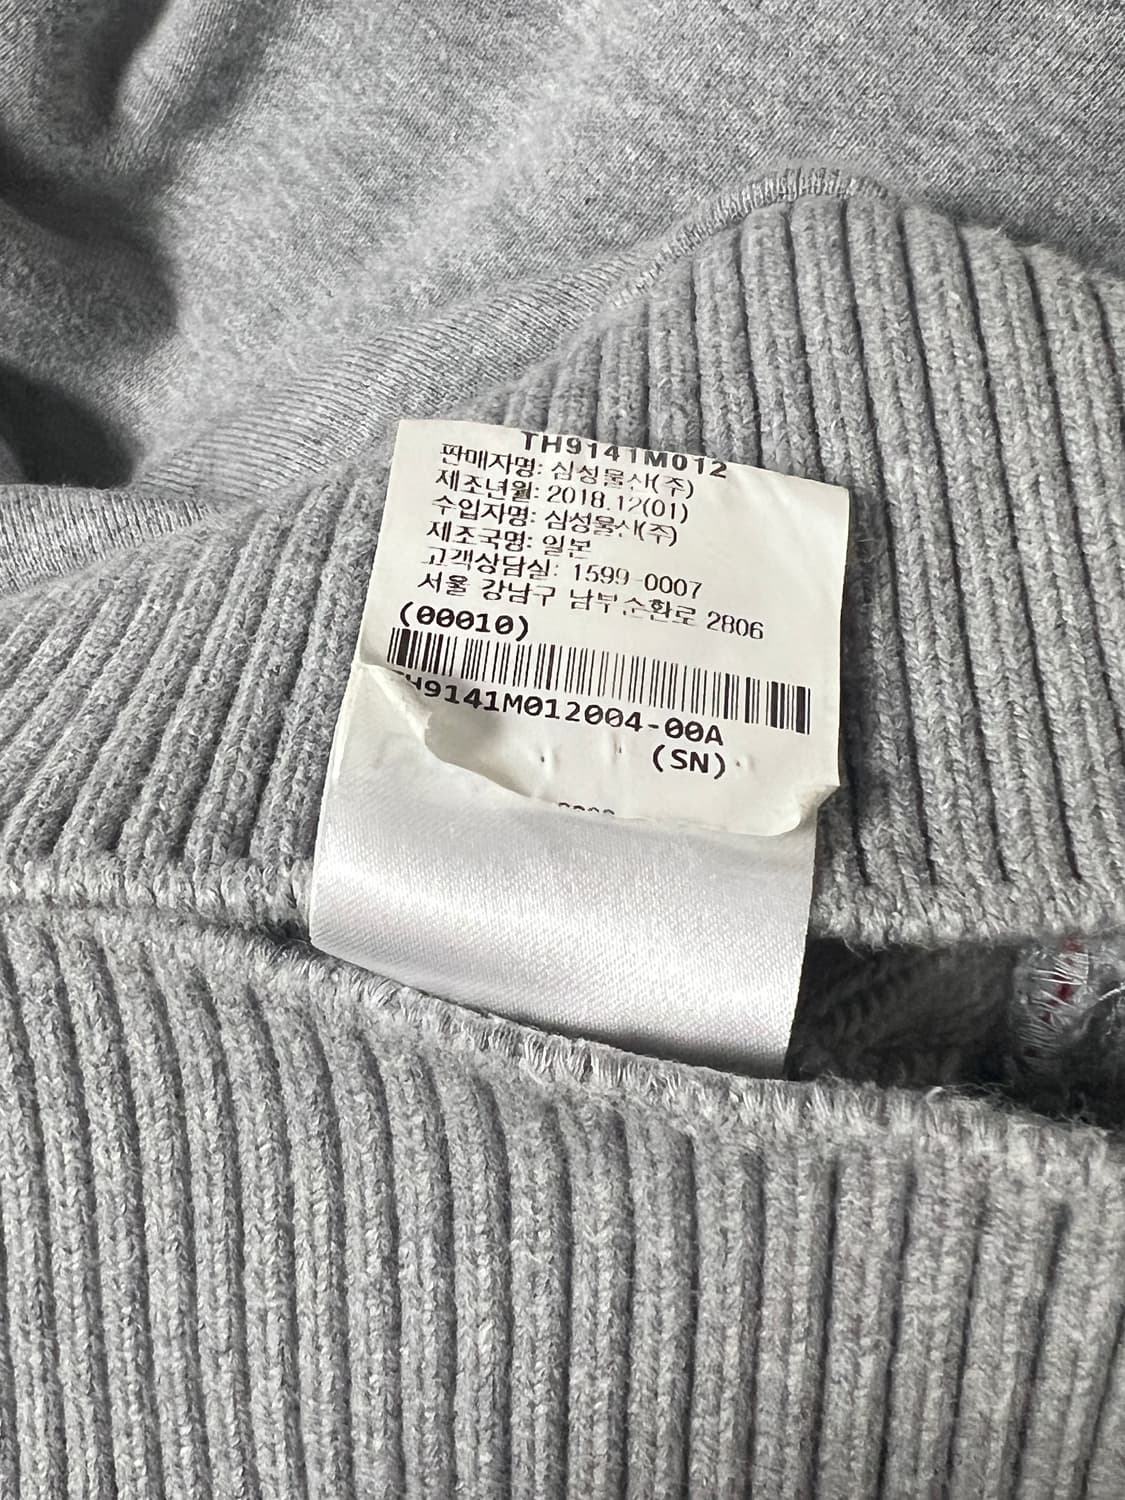 TH9141M012
판매자명: 삼성물산(주)
제조년월: 2018.12(01)
수입자명: 삼성물산(주)
제조국명: 일본
고객상담실: 1599-0007
서울 강남구 남부순환로 2806
(00010)
TH9141M012004-00A
(SN)